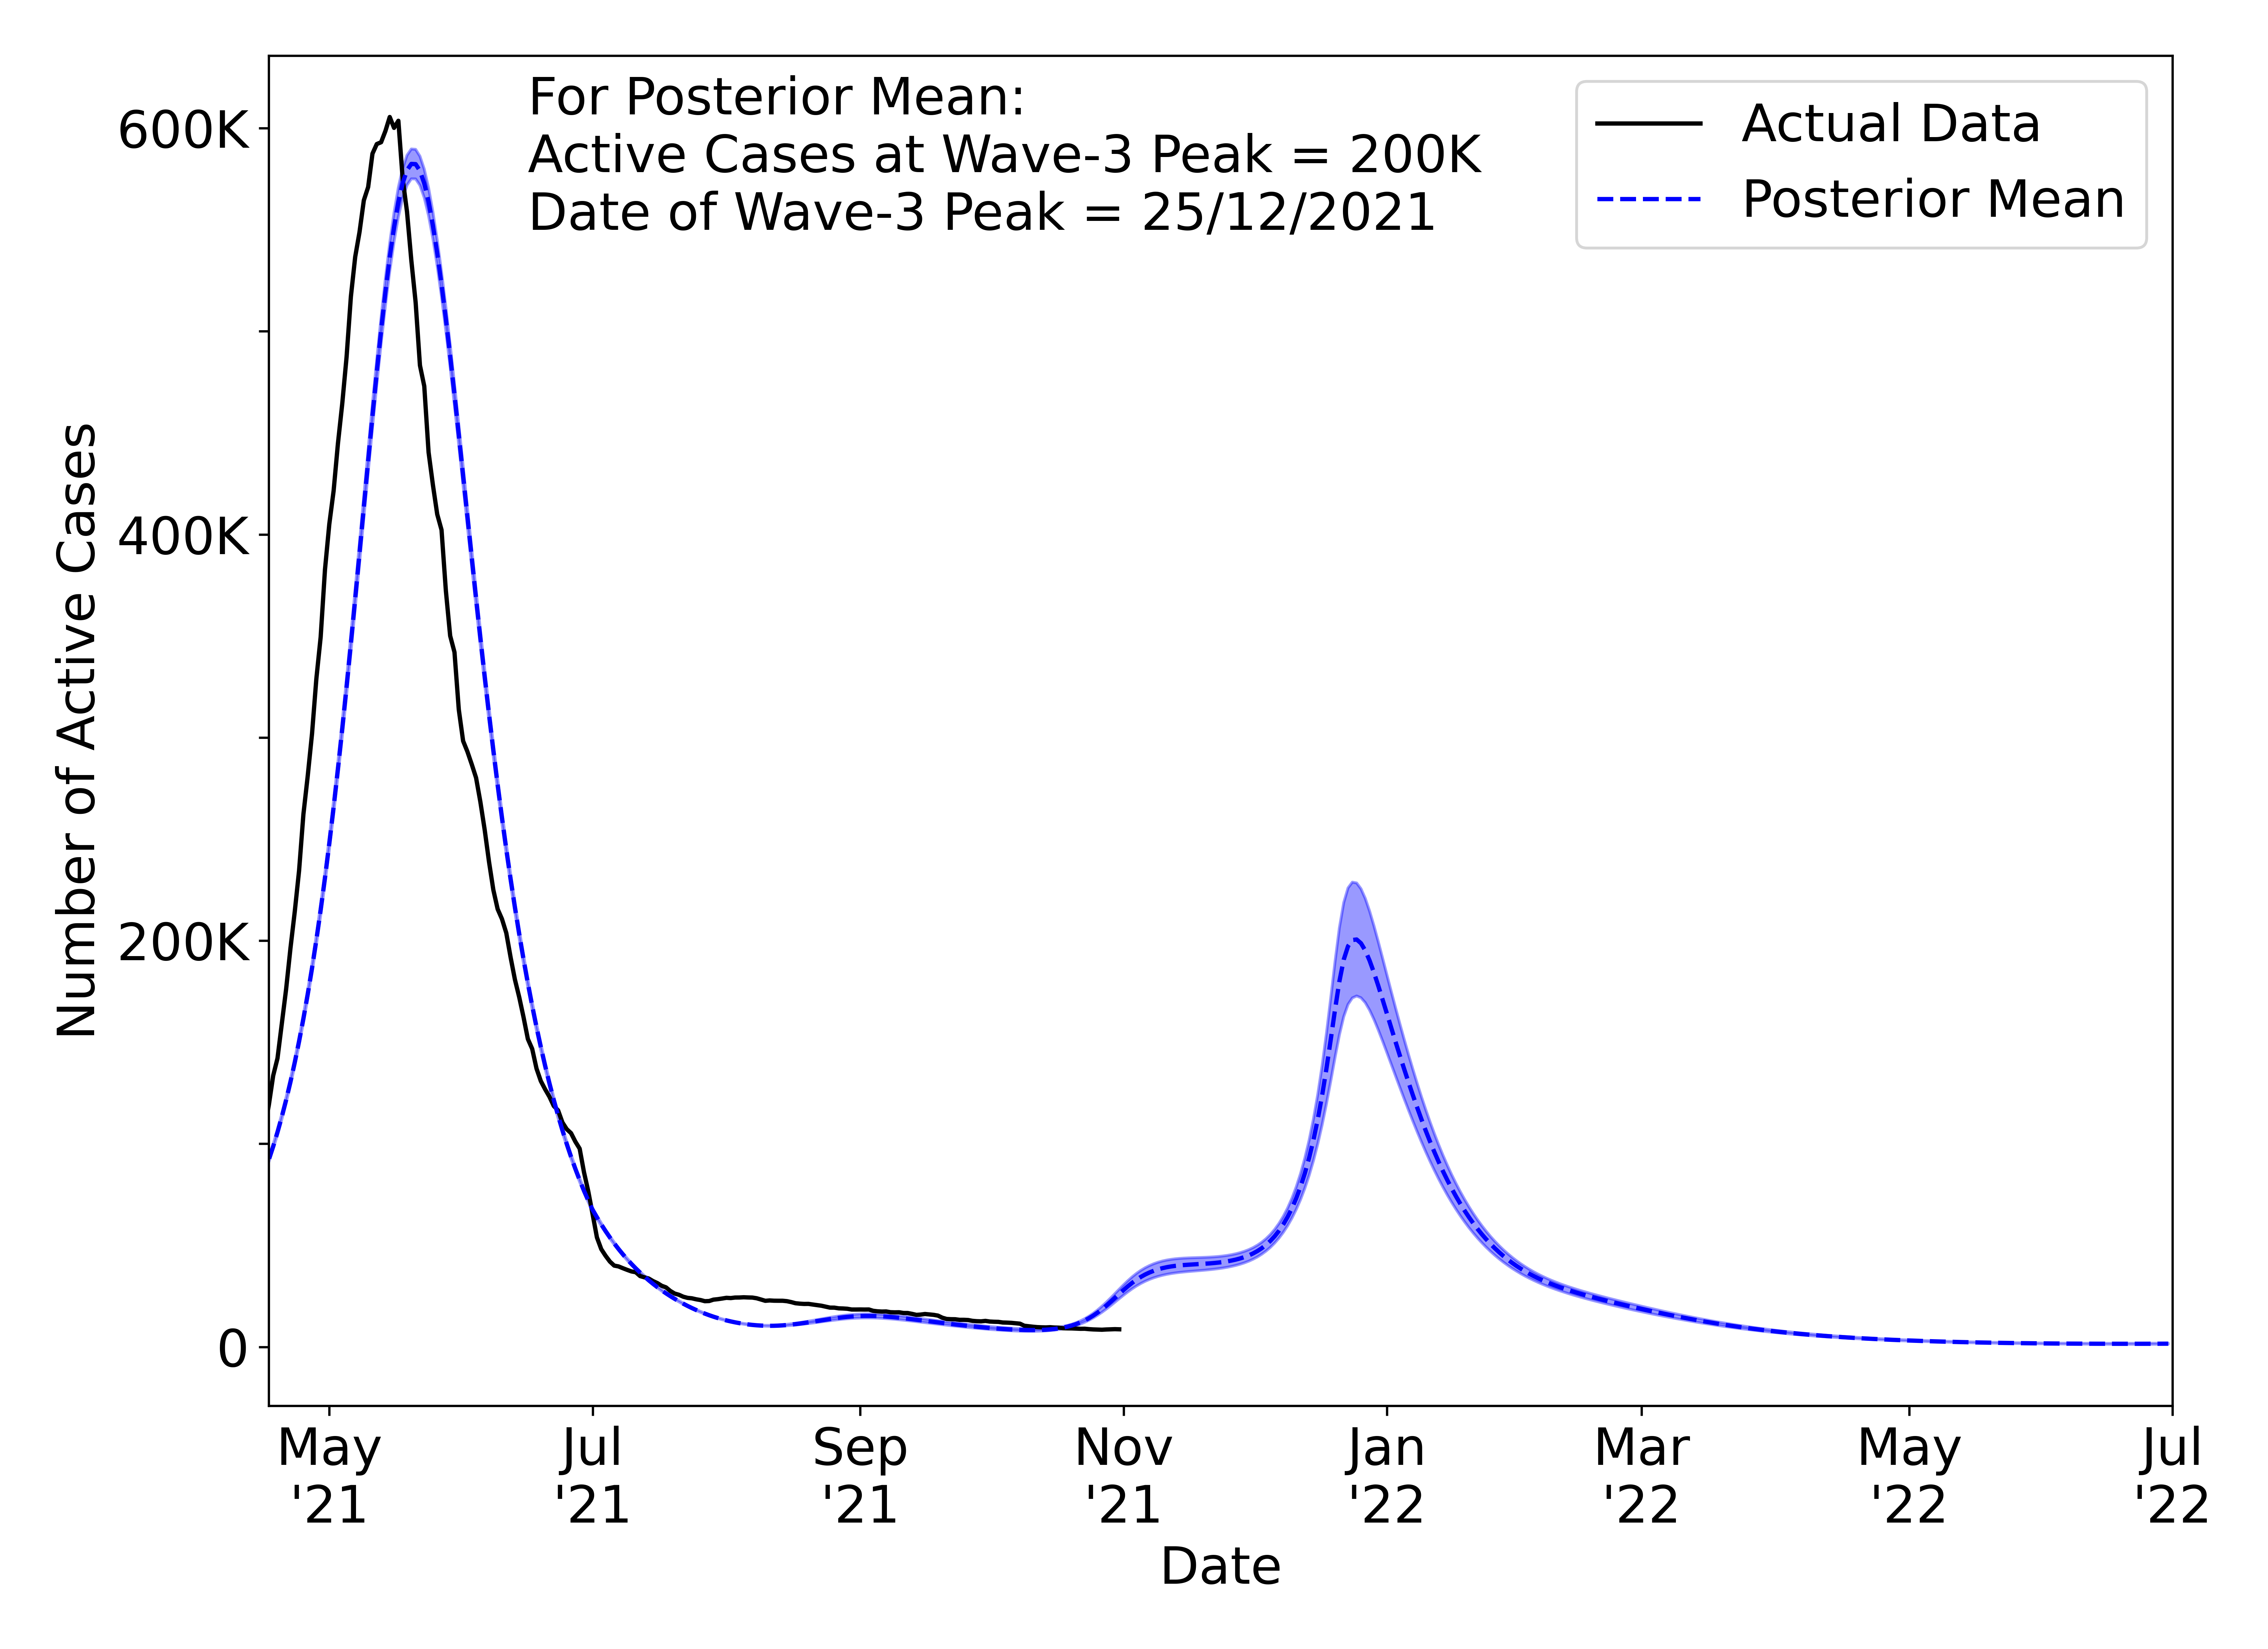 For Posterior Mean:
Active Cases at Wave-3 Peak = 200K
Date of Wave-3 Peak = 25/12/2021
Actual Data
Posterior Mean
Number of Active Cases
600K
400K
200K
0
May '21
Jul '21
Sep '21
Nov '21
Jan '22
Mar '22
May '22
Jul '22
Date